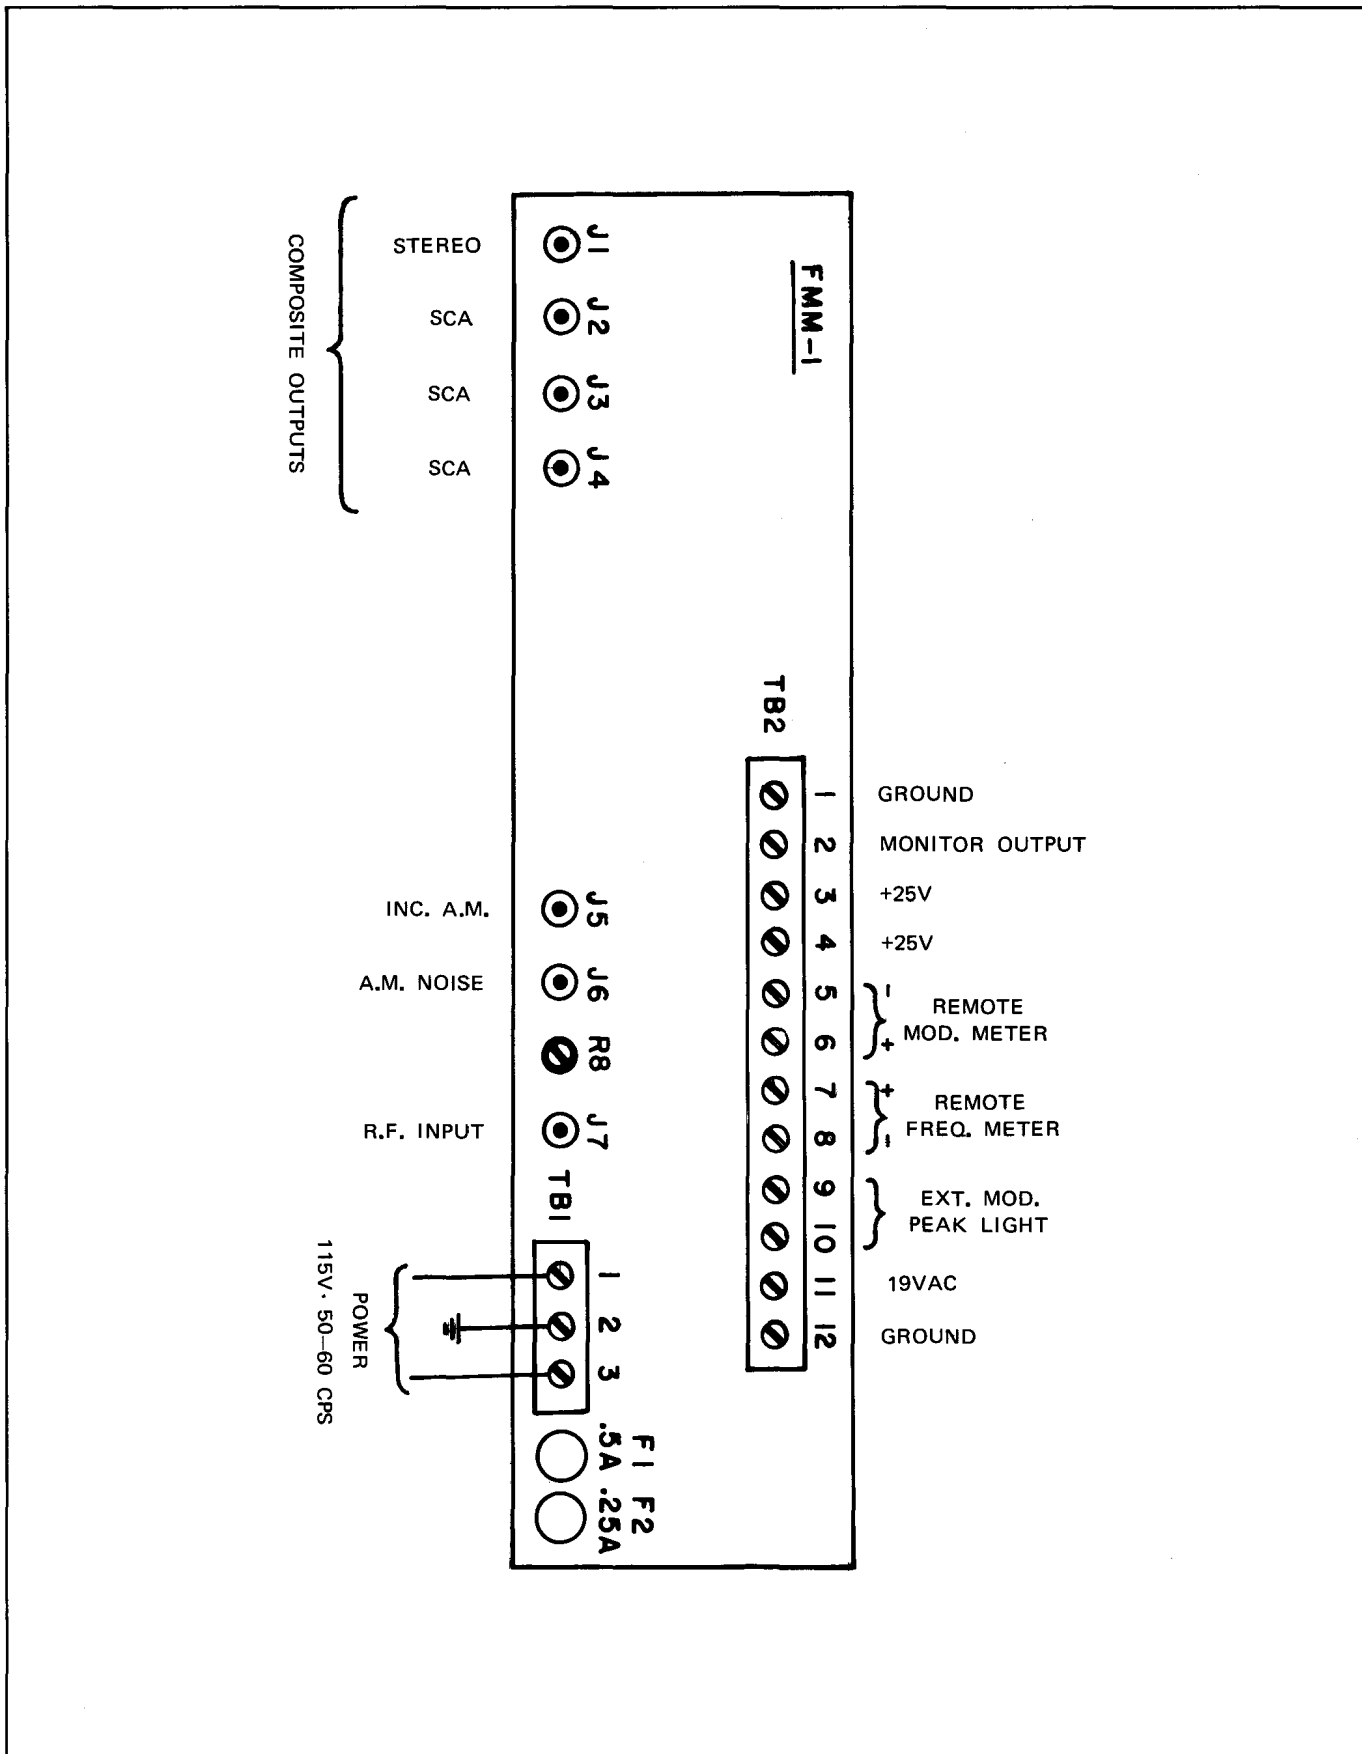 FMM-1
COMPOSITE OUTPUTS
STEREO
J1
SCA
J2
SCA
J3
SCA
J4
TB2
1
GROUND
2
MONITOR OUTPUT
3
+25V
4
+25V
5
-
6
+
REMOTE
MOD. METER
7
+
8
-
REMOTE
FREQ. METER
9
10
EXT. MOD.
PEAK LIGHT
11
19VAC
12
GROUND
INC. A.M.
J5
A.M. NOISE
J6
R8
R.F. INPUT
J7
TB1
1
2
3
POWER
115V· 50–60 CPS
F1
.5A
F2
.25A